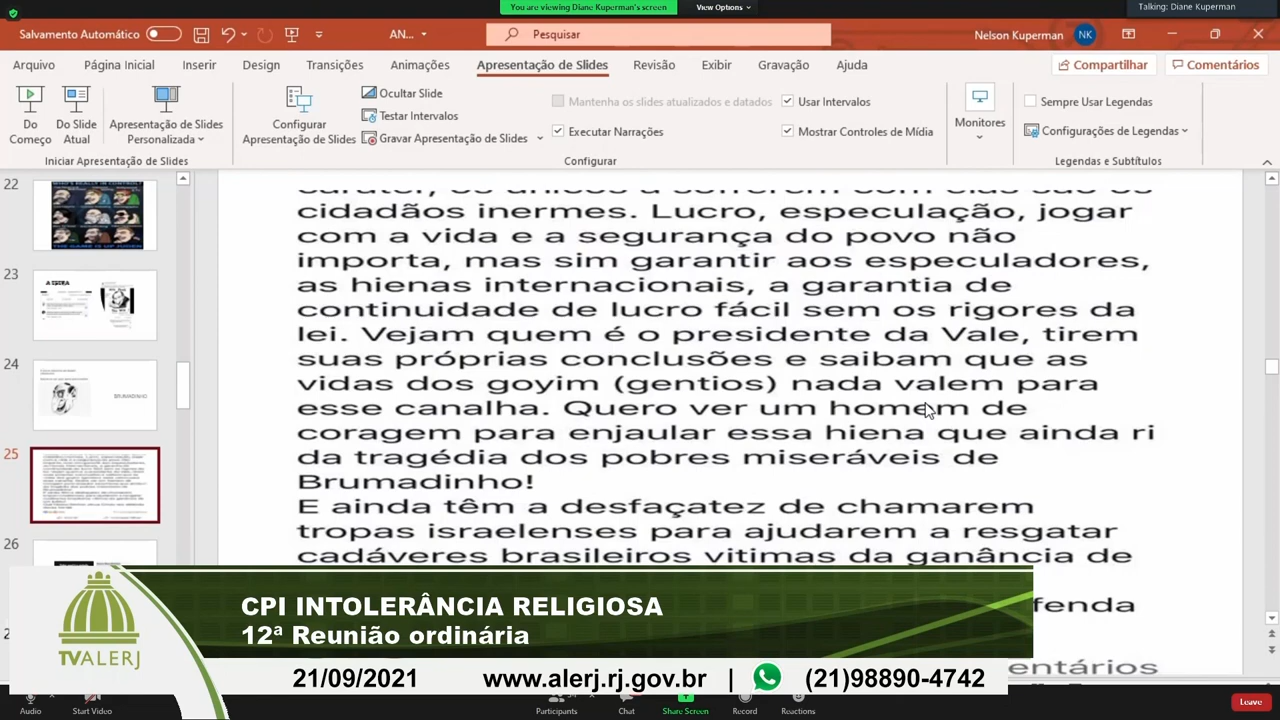 You are viewing Diane Kuperman's screen
View Options
Talking: Diane Kuperman
Salvamento Automático
AN...
Pesquisar
Nelson Kuperman
NK
Arquivo
Página Inicial
Inserir
Design
Transições
Animações
Apresentação de Slides
Revisão
Exibir
Gravação
Ajuda
Compartilhar
Comentários
Do Começo
Do Slide Atual
Apresentação de Slides Personalizada
Iniciar Apresentação de Slides
Configurar Apresentação de Slides
Ocultar Slide
Testar Intervalos
Gravar Apresentação de Slides
Mantenha os slides atualizados e datados
Executar Narrações
Usar Intervalos
Mostrar Controles de Mídia
Configurar
Monitores
Sempre Usar Legendas
Configurações de Legendas
Legendas e Subtítulos
22
WHO'S REALLY IN CONTROL?
23
24
BRUMADINHO
25
26
cidadãos inermes. Lucro, especulação, jogar
com a vida e a segurança do povo não
importa, mas sim garantir aos especuladores,
as hienas internacionais, a garantia de
continuidade de lucro fácil sem os rigores da
lei. Vejam quem é o presidente da Vale, tirem
suas próprias conclusões e saibam que as
vidas dos goyim (gentios) nada valem para
esse canalha. Quero ver um homem de
coragem para enjaular essa hiena que ainda ri
da tragédia dos pobres miseráveis de
Brumadinho!
E ainda têm a desfaçatez de chamarem
tropas israelenses para ajudarem a resgatar
cadáveres brasileiros vitimas da ganância de
fenda
entários
TVALERJ
CPI INTOLERÂNCIA RELIGIOSA
12ª Reunião ordinária
21/09/2021
www.alerj.rj.gov.br | (21)98890-4742
Audio
Start Video
Participants
Chat
Share Screen
Record
Reactions
Leave